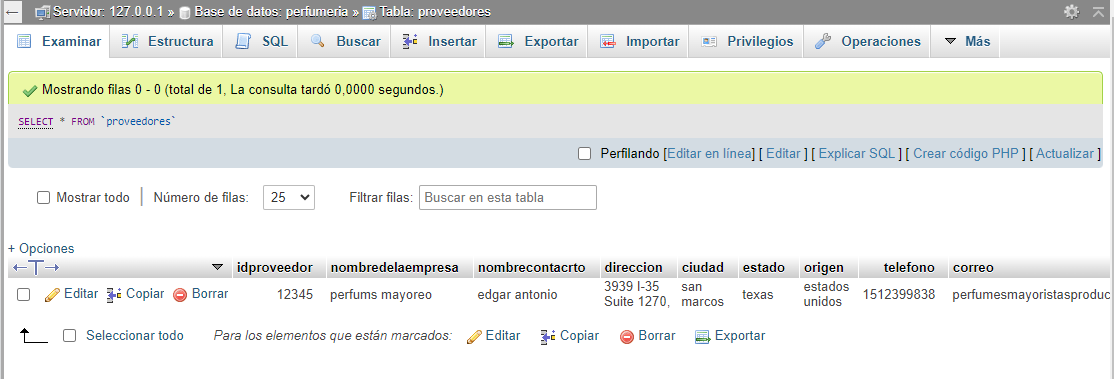 Servidor: 127.0.0.1 » Base de datos: perfumeria » Tabla: proveedores
Examinar Estructura SQL Buscar Insertar Exportar Importar Privilegios Operaciones Más
Mostrando filas 0 - 0 (total de 1, La consulta tardó 0,0000 segundos.)
SELECT * FROM `proveedores`
Perfilando [Editar en línea] [ Editar ] [ Explicar SQL ] [ Crear código PHP ] [ Actualizar ]
Mostrar todo Número de filas: 25 Filtrar filas: Buscar en esta tabla
+ Opciones
idproveedor nombredelaempresa nombrecontacrto direccion ciudad estado origen telefono correo
Editar Copiar Borrar 12345 perfums mayoreo edgar antonio 3939 I-35 Suite 1270, san marcos texas estados unidos 1512399838 perfumesmayoristasproduc
Seleccionar todo Para los elementos que están marcados: Editar Copiar Borrar Exportar